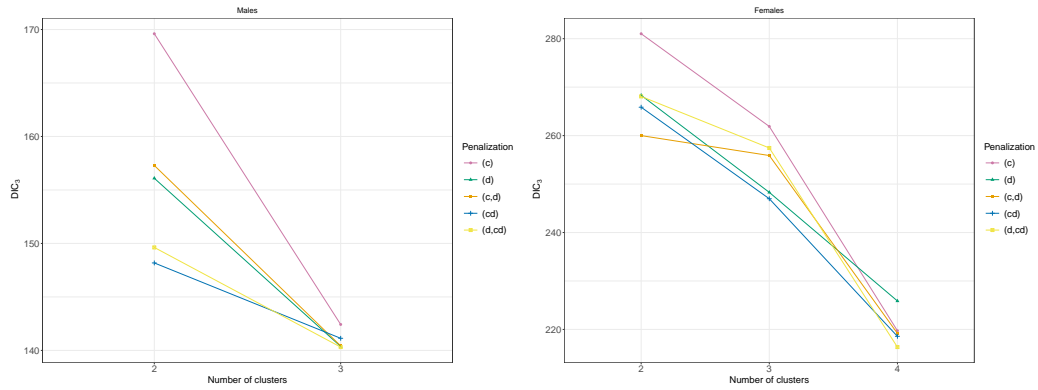 Males
170
160
150
140
DIC₃
2
3
Number of clusters
Penalization
(c)
(d)
(c,d)
(cd)
(d,cd)
Females
280
260
240
220
DIC₃
2
3
4
Number of clusters
Penalization
(c)
(d)
(c,d)
(cd)
(d,cd)